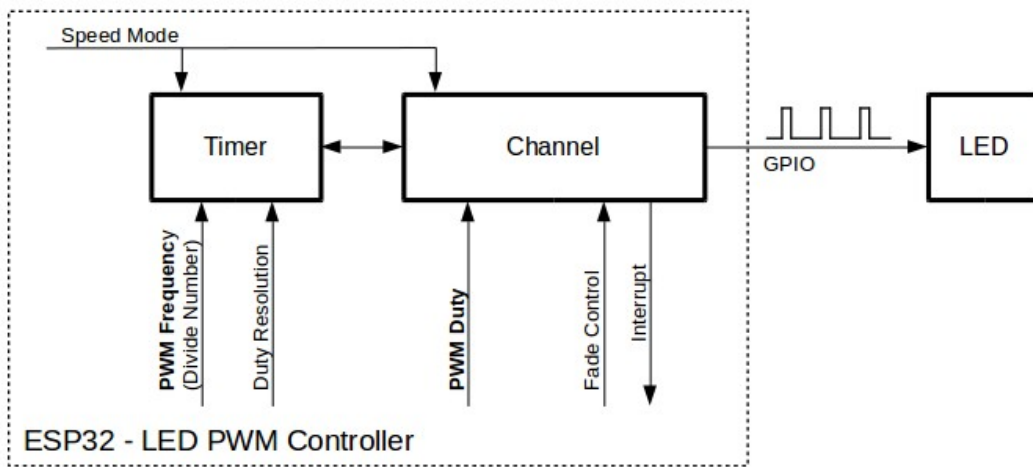 Speed Mode
Timer
Channel
GPIO
LED
PWM Frequency
(Divide Number)
Duty Resolution
PWM Duty
Fade Control
Interrupt
ESP32 - LED PWM Controller